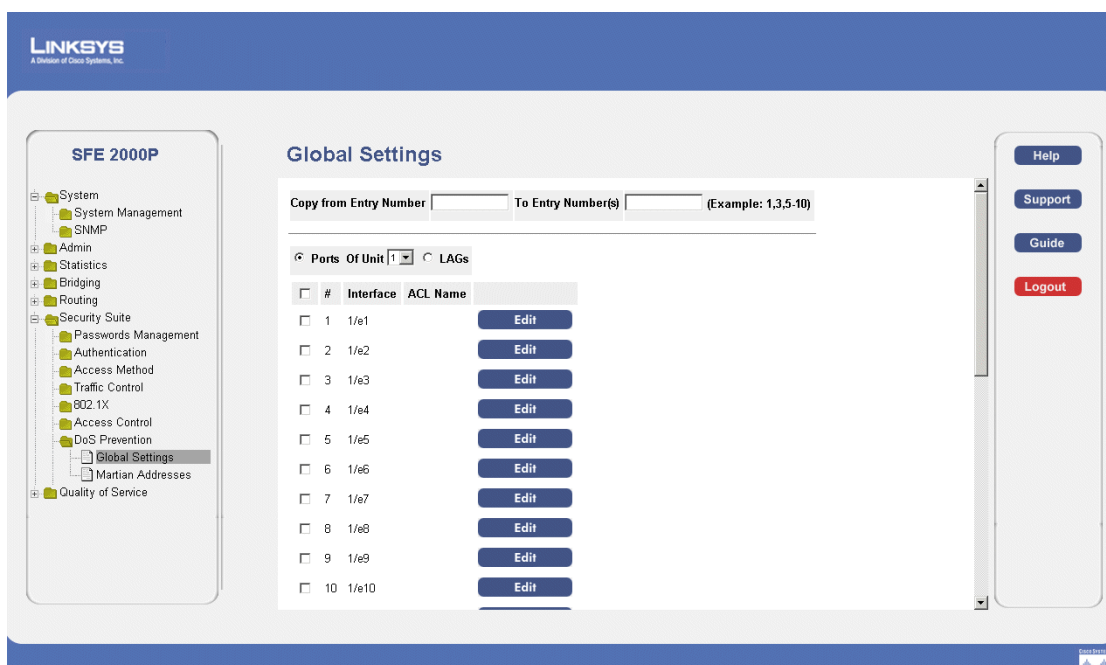 LINKSYS
A Division of Cisco Systems, Inc.
SFE 2000P
System
System Management
SNMP
Admin
Statistics
Bridging
Routing
Security Suite
Passwords Management
Authentication
Access Method
Traffic Control
802.1X
Access Control
DoS Prevention
Global Settings
Martian Addresses
Quality of Service
Global Settings
Copy from Entry Number To Entry Number(s) (Example: 1,3,5-10)
Ports Of Unit 1 LAGs
# Interface ACL Name
1 1/e1 Edit
2 1/e2 Edit
3 1/e3 Edit
4 1/e4 Edit
5 1/e5 Edit
6 1/e6 Edit
7 1/e7 Edit
8 1/e8 Edit
9 1/e9 Edit
10 1/e10 Edit
Help
Support
Guide
Logout